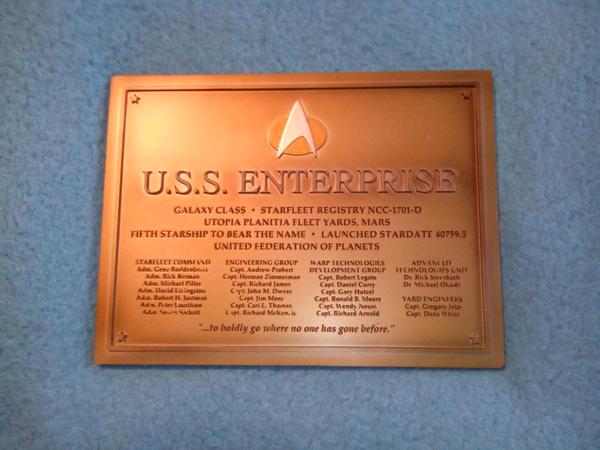 U.S.S. ENTERPRISE
GALAXY CLASS • STARFLEET REGISTRY NCC-1701-D
UTOPIA PLANITIA FLEET YARDS, MARS
FIFTH STARSHIP TO BEAR THE NAME • LAUNCHED STARDATE 40759.5
UNITED FEDERATION OF PLANETS
STARFLEET COMMAND
Adm. Gene Roddenberry
Adm. Rick Berman
Adm. Michael Piller
Adm. David Livingston
Adm. Robert H. Justman
Adm. Peter Lauritson
Adm. Sackett
ENGINEERING GROUP
Capt. Andrew Probert
Capt. Herman Zimmerman
Capt. Richard James
Capt. John M. Dwyer
Capt. Jim Mees
Capt. Cari L. Thomas
Capt. Richard
WARP TECHNOLOGIES
DEVELOPMENT GROUP
Capt. Robert Legato
Capt. Daniel Curry
Capt. Gary Hutzel
Capt. Ronald B. Moore
Capt. Wendy Neuss
Capt. Richard Arnold
ADVANCED
TECHNOLOGIES UNIT
Dr. Rick Sternbach
Dr Michael Okuda
YARD ENGINEERS
Capt. Gregory
Capt. Dana White
"...to boldly go where no one has gone before."